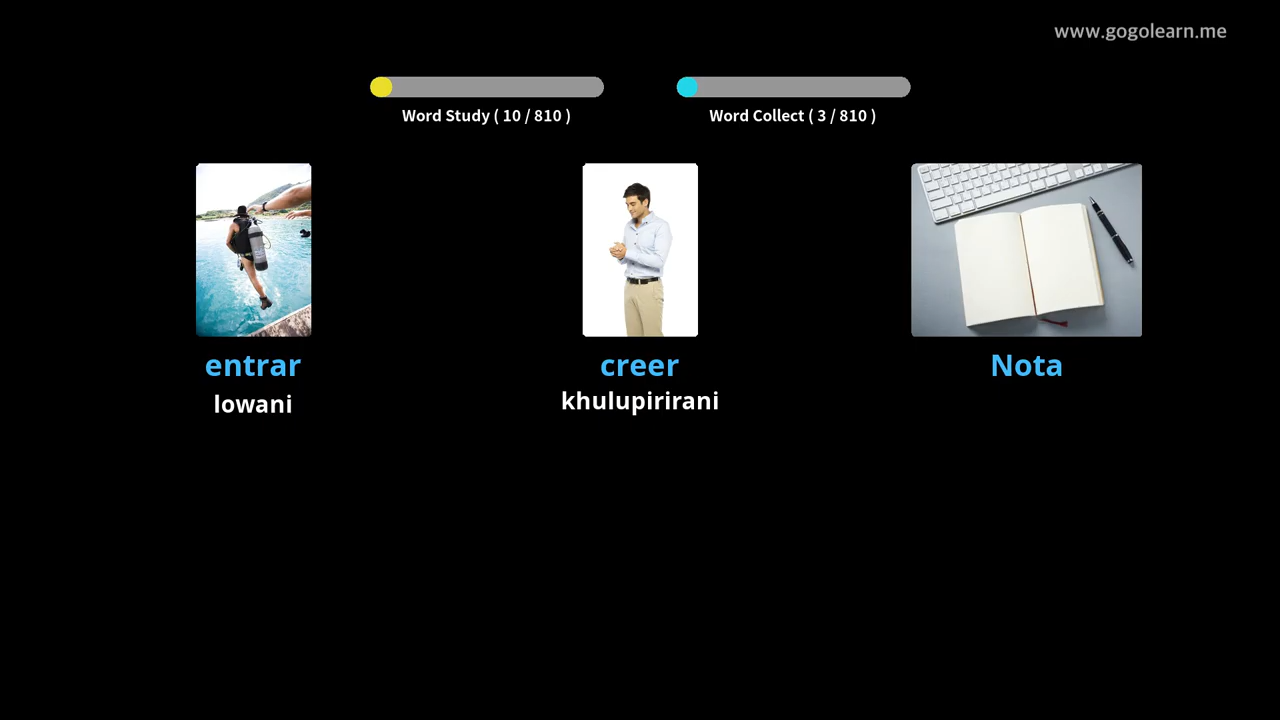 www.gogolearn.me
Word Study ( 10 / 810 )
Word Collect ( 3 / 810 )
entrar
lowani
creer
khulupirirani
Nota